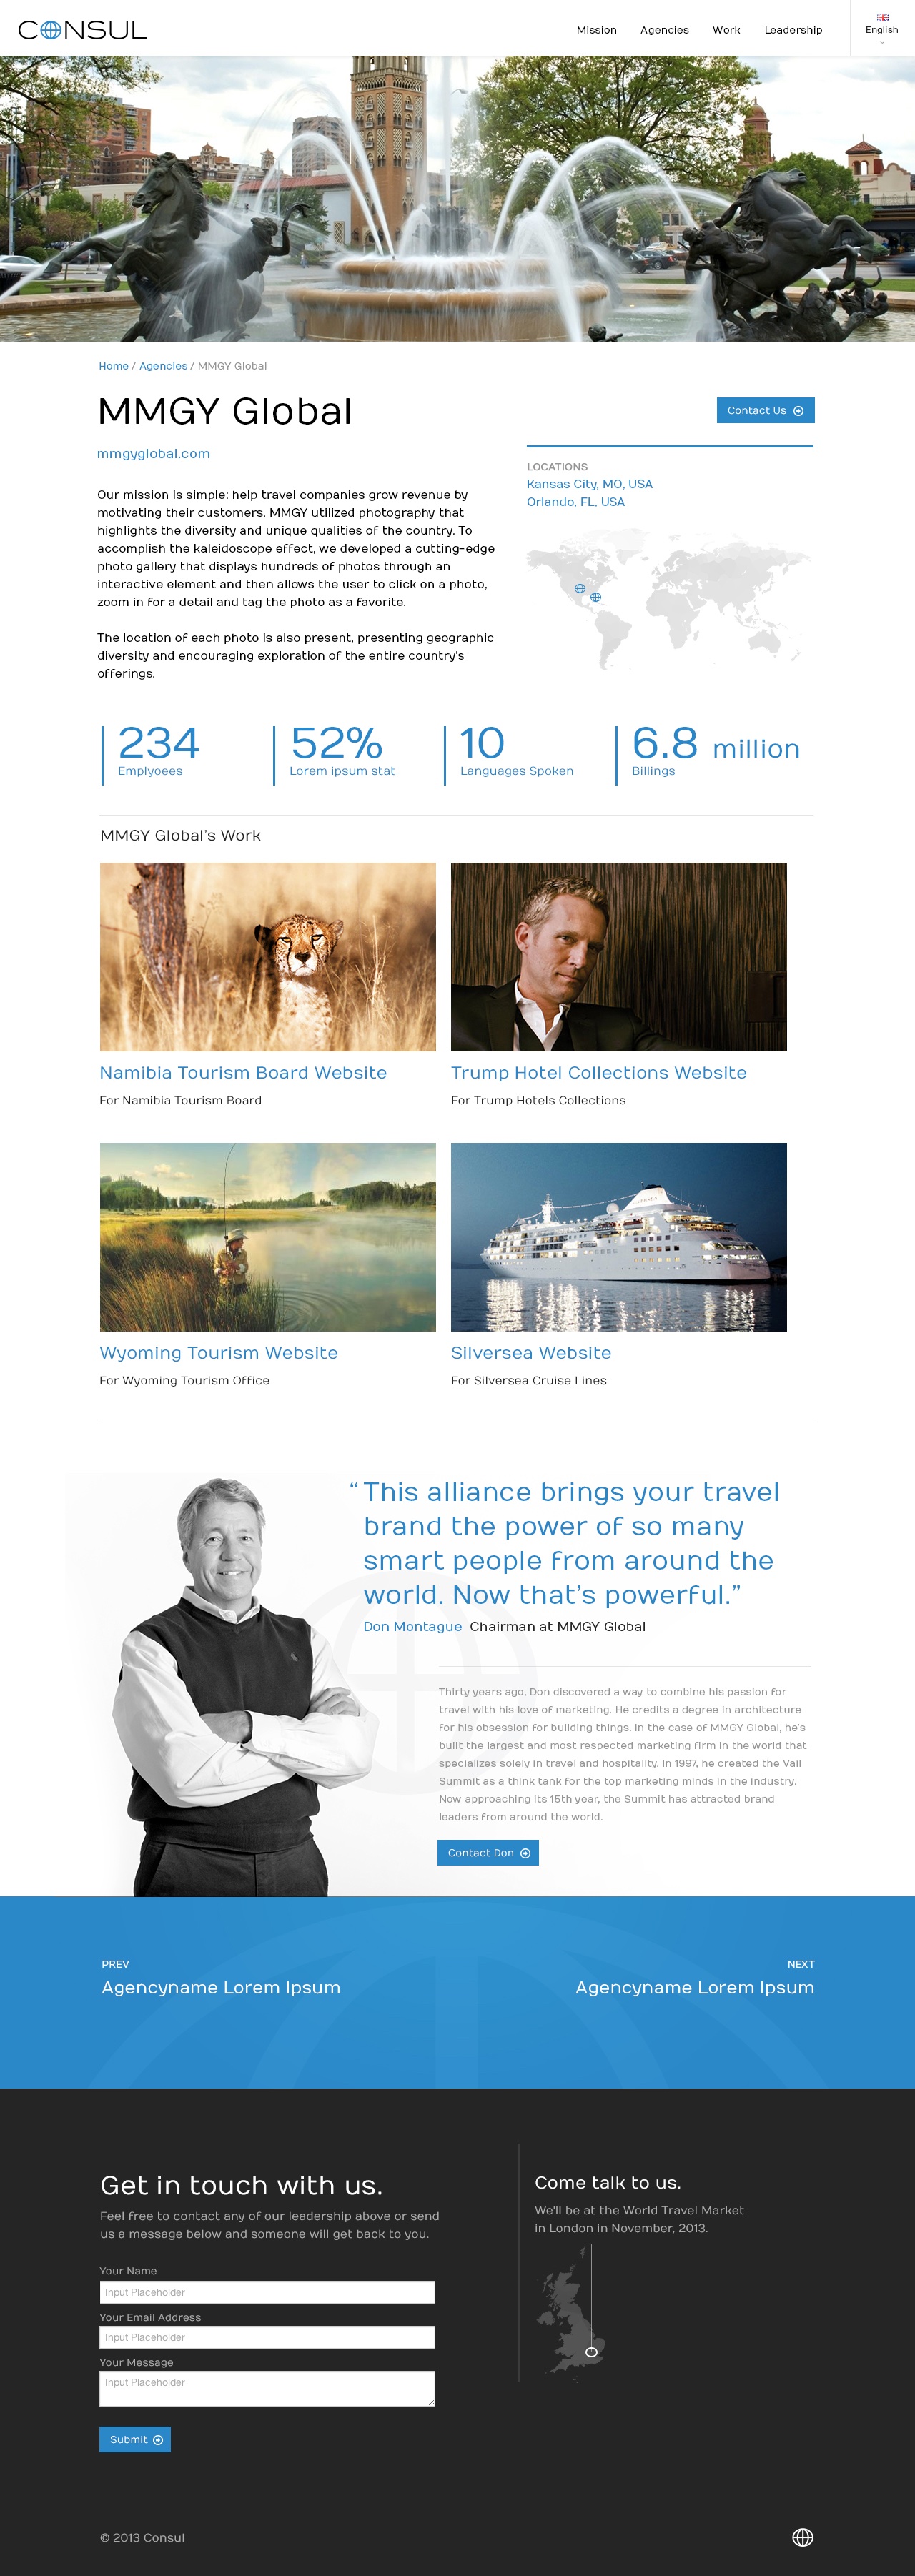 CONSUL
Mission Agencies Work Leadership
English
Home / Agencies / MMGY Global
MMGY Global
Contact Us
mmgyglobal.com
Our mission is simple: help travel companies grow revenue by
motivating their customers. MMGY utilized photography that
highlights the diversity and unique qualities of the country. To
accomplish the kaleidoscope effect, we developed a cutting-edge
photo gallery that displays hundreds of photos through an
interactive element and then allows the user to click on a photo,
zoom in for a detail and tag the photo as a favorite.
The location of each photo is also present, presenting geographic
diversity and encouraging exploration of the entire country's
offerings.
LOCATIONS
Kansas City, MO, USA
Orlando, FL, USA
234
Emplyoees
52%
Lorem ipsum stat
10
Languages Spoken
6.8 million
Billings
MMGY Global's Work
Namibia Tourism Board Website
For Namibia Tourism Board
Trump Hotel Collections Website
For Trump Hotels Collections
Wyoming Tourism Website
For Wyoming Tourism Office
Silversea Website
For Silversea Cruise Lines
“This alliance brings your travel
brand the power of so many
smart people from around the
world. Now that’s powerful.”
Don Montague Chairman at MMGY Global
Thirty years ago, Don discovered a way to combine his passion for
travel with his love of marketing. He credits a degree in architecture
for his obsession for building things. In the case of MMGY Global, he's
built the largest and most respected marketing firm in the world that
specializes solely in travel and hospitality. In 1997, he created the Vail
Summit as a think tank for the top marketing minds in the industry.
Now approaching its 15th year, the Summit has attracted brand
leaders from around the world.
Contact Don
PREV
Agencyname Lorem Ipsum
NEXT
Agencyname Lorem Ipsum
Get in touch with us.
Feel free to contact any of our leadership above or send
us a message below and someone will get back to you.
Your Name
Input Placeholder
Your Email Address
Input Placeholder
Your Message
Input Placeholder
Submit
Come talk to us.
We'll be at the World Travel Market
in London in November, 2013.
© 2013 Consul